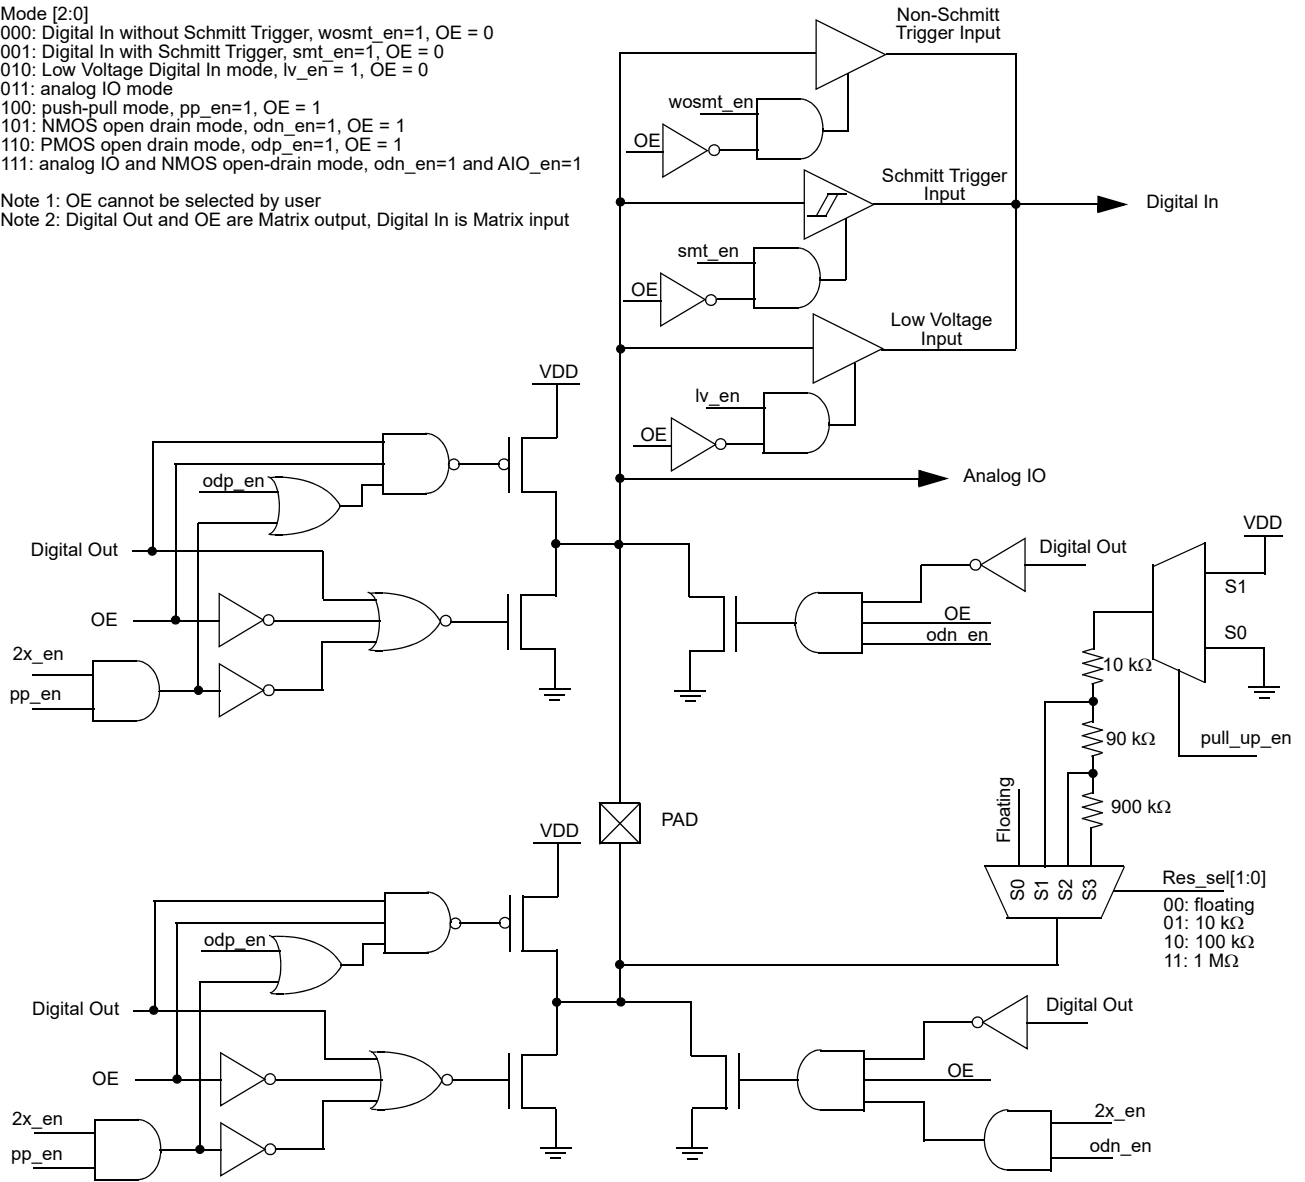 Mode [2:0]
000: Digital In without Schmitt Trigger, wosmt_en=1, OE = 0
001: Digital In with Schmitt Trigger, smt_en=1, OE = 0
010: Low Voltage Digital In mode, lv_en = 1, OE = 0
011: analog IO mode
100: push-pull mode, pp_en=1, OE = 1
101: NMOS open drain mode, odn_en=1, OE = 1
110: PMOS open drain mode, odp_en=1, OE = 1
111: analog IO and NMOS open-drain mode, odn_en=1 and AIO_en=1
Note 1: OE cannot be selected by user
Note 2: Digital Out and OE are Matrix output, Digital In is Matrix input
Non-Schmitt
Trigger Input
wosmt_en
OE
Schmitt Trigger
Input
Digital In
smt_en
OE
Low Voltage
Input
lv_en
OE
Analog IO
VDD
odp_en
Digital Out
OE
2x_en
pp_en
Digital Out
OE
odn_en
VDD
S1
S0
10 kΩ
pull_up_en
90 kΩ
900 kΩ
Floating
S0
S1
S2
S3
Res_sel[1:0]
00: floating
01: 10 kΩ
10: 100 kΩ
11: 1 MΩ
PAD
VDD
odp_en
Digital Out
OE
2x_en
pp_en
Digital Out
OE
2x_en
odn_en